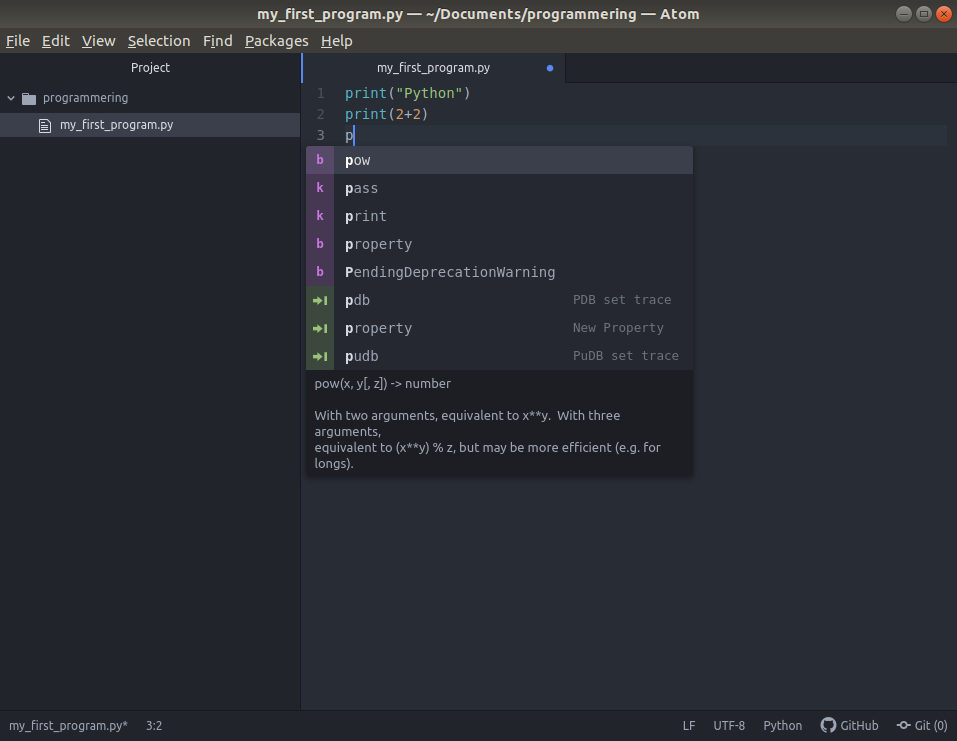 my_first_program.py — ~/Documents/programmering — Atom
File Edit View Selection Find Packages Help
Project
my_first_program.py
programmering
my_first_program.py
1 print("Python")
2 print(2+2)
3 p
b pow
k pass
k print
b property
b PendingDeprecationWarning
pdb PDB set trace
property New Property
pudb PuDB set trace
pow(x, y[, z]) -> number
With two arguments, equivalent to x**y. With three
arguments,
equivalent to (x**y) % z, but may be more efficient (e.g. for
longs).
my_first_program.py* 3:2 LF UTF-8 Python GitHub Git (0)